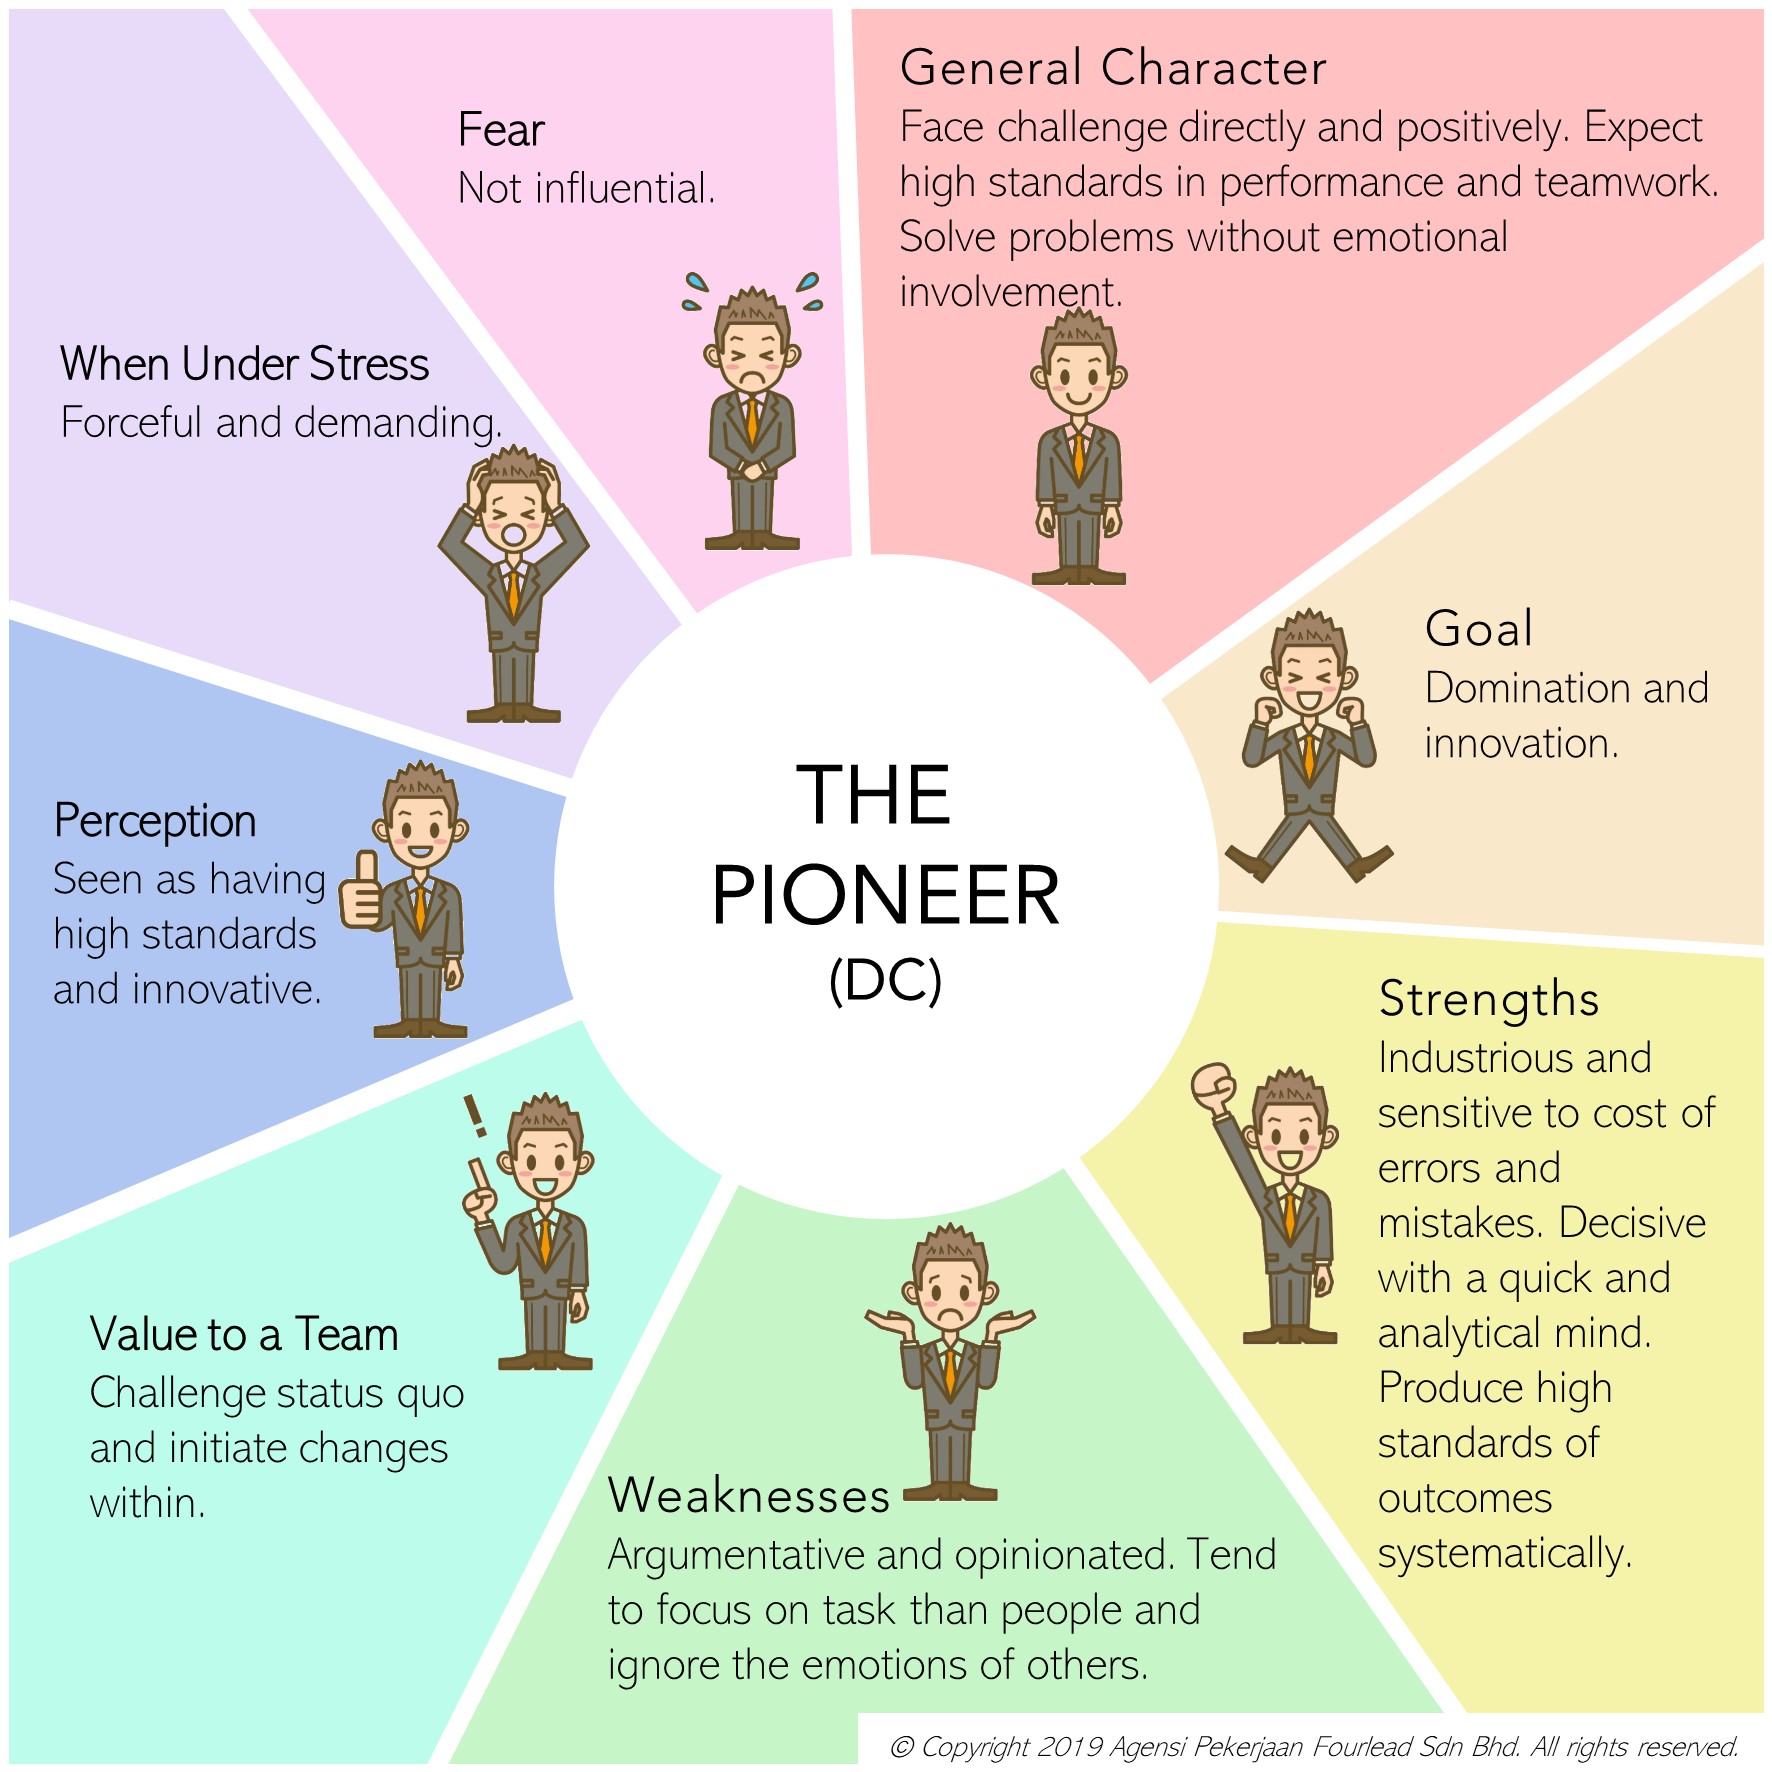 General Character
Face challenge directly and positively. Expect
high standards in performance and teamwork.
Solve problems without emotional
involvement.
Goal
Domination and
innovation.
Strengths
Industrious and
sensitive to cost of
errors and
mistakes. Decisive
with a quick and
analytical mind.
Produce high
standards of
outcomes
systematically.
Weaknesses
Argumentative and opinionated. Tend
to focus on task than people and
ignore the emotions of others.
Value to a Team
Challenge status quo
and initiate changes
within.
Perception
Seen as having
high standards
and innovative.
When Under Stress
Forceful and demanding.
Fear
Not influential.
THE
PIONEER
(DC)
!
© Copyright 2019 Agensi Pekerjaan Fourlead Sdn Bhd. All rights reserved.